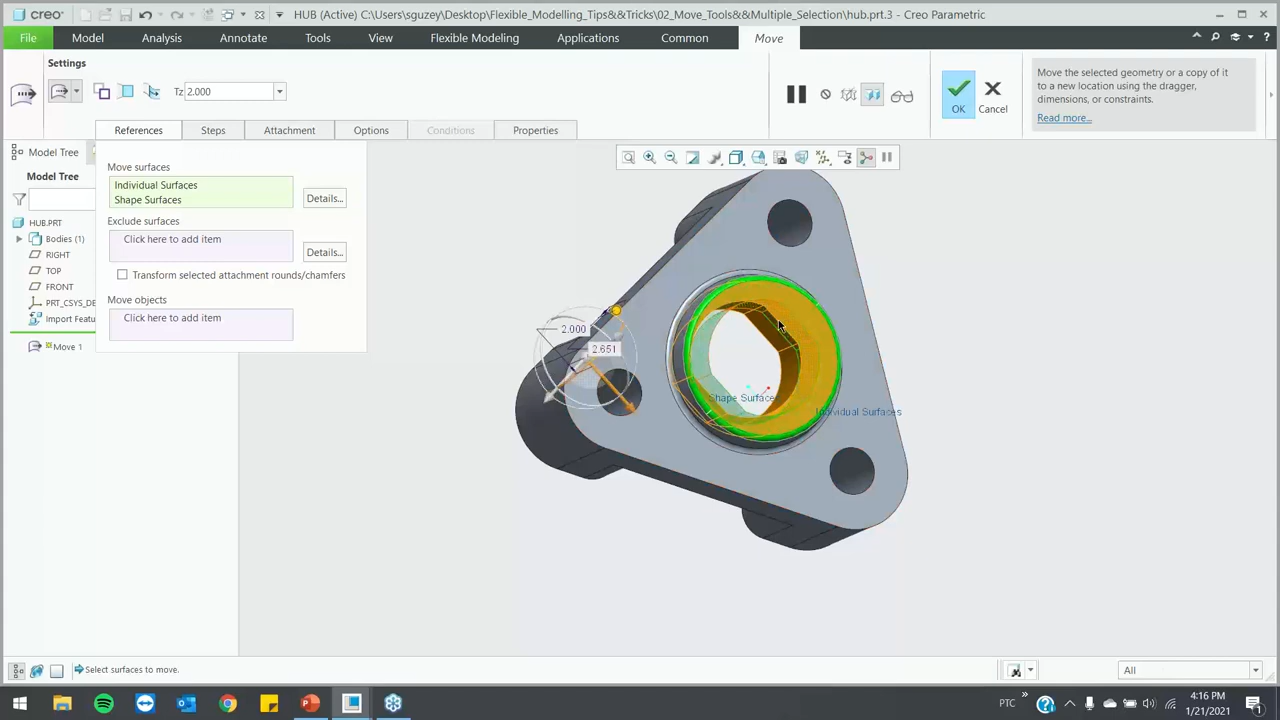 creo
HUB (Active) C:\Users\sguzey\Desktop\Flexible_Modelling_Tips&&Tricks\02_Move_Tools&&Multiple_Selection\hub.prt.3 - Creo Parametric
File
Model
Analysis
Annotate
Tools
View
Flexible Modeling
Applications
Common
Move
Settings
Tz 2.000
OK
Cancel
Move the selected geometry or a copy of it
to a new location using the dragger,
dimensions, or constraints.
Read more...
References
Steps
Attachment
Options
Conditions
Properties
Model Tree
Model Tree
HUB.PRT
Bodies (1)
RIGHT
TOP
FRONT
PRT_CSYS_DE
Import Featu
Move 1
Move surfaces
Individual Surfaces
Shape Surfaces
Details...
Exclude surfaces
Click here to add item
Details...
Transform selected attachment rounds/chamfers
Move objects
Click here to add item
2.000
2.651
Shape Surface
Individual Surfaces
Select surfaces to move.
All
PTC
4:16 PM
1/21/2021
1